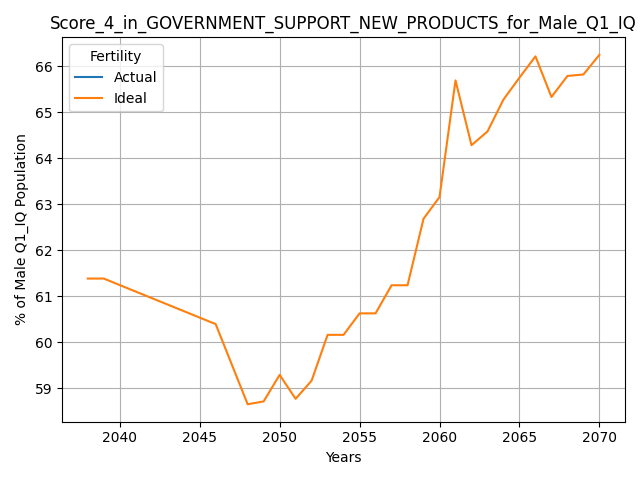 Score_4_in_GOVERNMENT_SUPPORT_NEW_PRODUCTS_for_Male_Q1_IQ
Fertility
Actual
Ideal
% of Male Q1_IQ Population
66
65
64
63
62
61
60
59
2040 2045 2050 2055 2060 2065 2070
Years